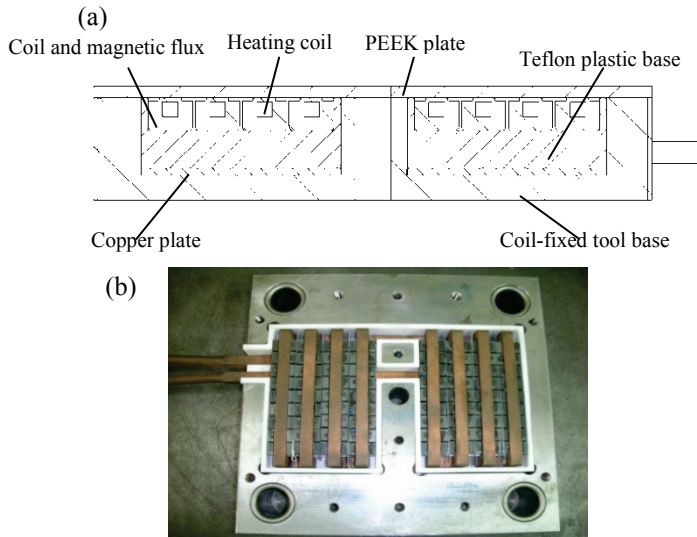 (a)
Coil and magnetic flux
Heating coil
PEEK plate
Teflon plastic base
Copper plate
Coil-fixed tool base
(b)